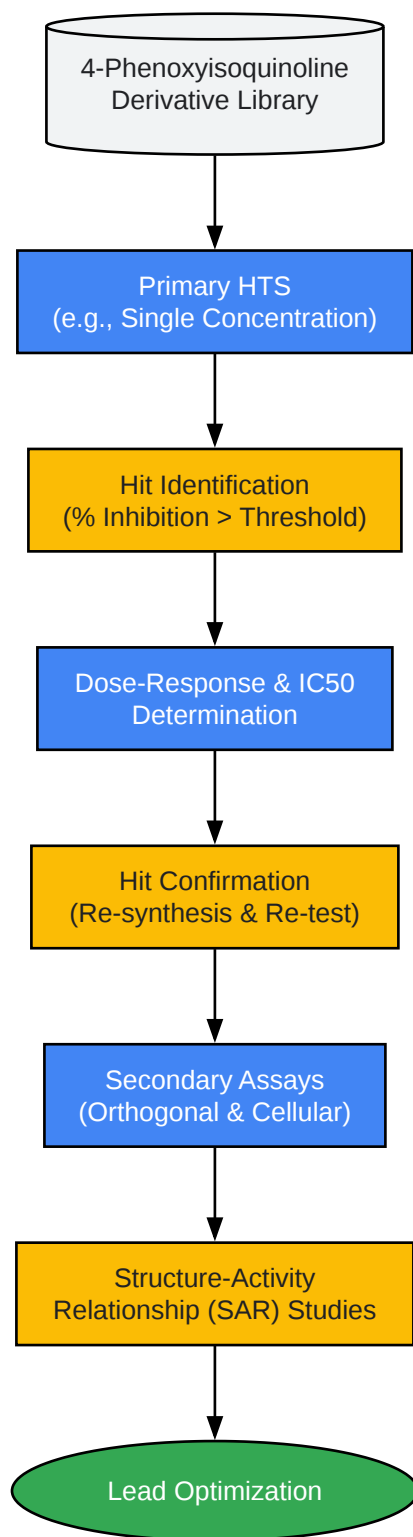 4-Phenoxyisoquinoline
Derivative Library
Primary HTS
(e.g., Single Concentration)
Hit Identification
(% Inhibition > Threshold)
Dose-Response & IC50
Determination
Hit Confirmation
(Re-synthesis & Re-test)
Secondary Assays
(Orthogonal & Cellular)
Structure-Activity
Relationship (SAR) Studies
Lead Optimization